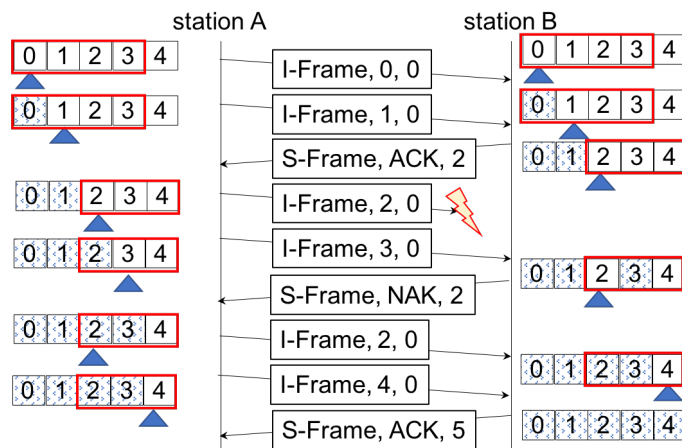 station A station B
0 1 2 3 4
I-Frame, 0, 0
0 1 2 3 4
0 1 2 3 4
I-Frame, 1, 0
0 1 2 3 4
S-Frame, ACK, 2
0 1 2 3 4
0 1 2 3 4
I-Frame, 2, 0
0 1 2 3 4
I-Frame, 3, 0
0 1 2 3 4
S-Frame, NAK, 2
0 1 2 3 4
I-Frame, 2, 0
0 1 2 3 4
0 1 2 3 4
I-Frame, 4, 0
S-Frame, ACK, 5
0 1 2 3 4